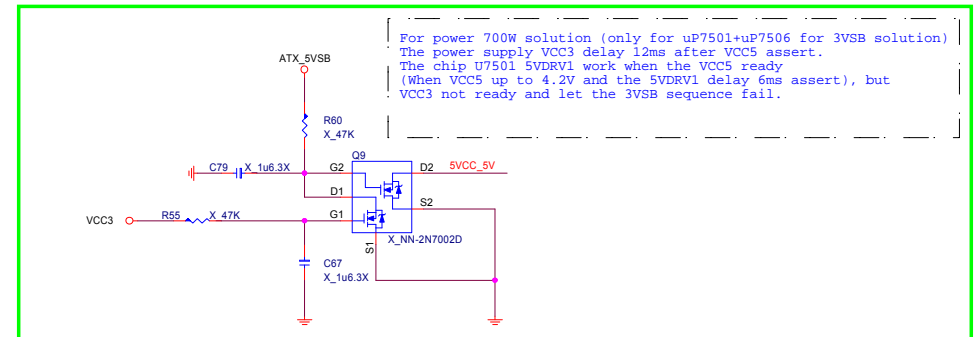 For power 700W solution (only for uP7501+uP7506 for 3VSB solution)
The power supply VCC3 delay 12ms after VCC5 assert.
The chip U7501 5VDRV1 work when the VCC5 ready
(When VCC5 up to 4.2V and the 5VDRV1 delay 6ms assert), but
VCC3 not ready and let the 3VSB sequence fail.
ATX_5VSB
R60
X_47K
Q9
C79 X_1u6.3X G2 D2 5VCC_5V
D1
S2
VCC3 R55 X_47K G1
X_NN-2N7002D
S1
C67
X_1u6.3X